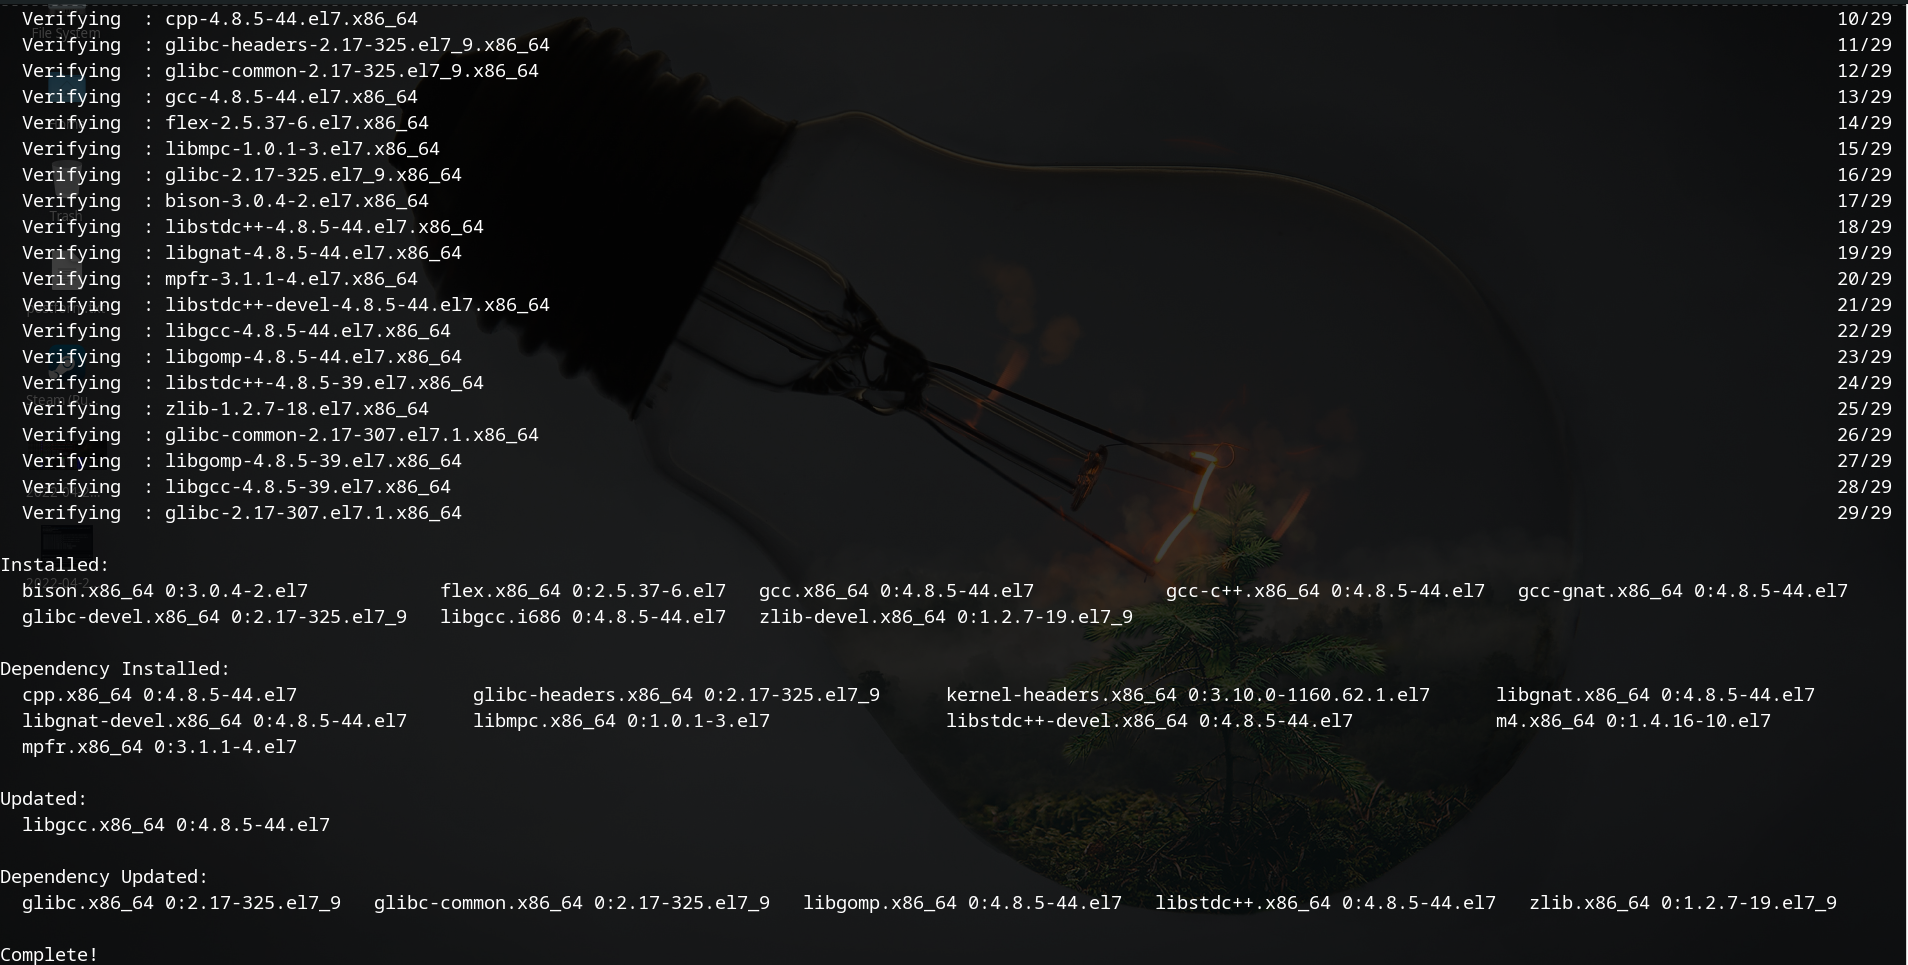 Verifying : cpp-4.8.5-44.el7.x86_64 10/29
Verifying : glibc-headers-2.17-325.el7_9.x86_64 11/29
Verifying : glibc-common-2.17-325.el7_9.x86_64 12/29
Verifying : gcc-4.8.5-44.el7.x86_64 13/29
Verifying : flex-2.5.37-6.el7.x86_64 14/29
Verifying : libmpc-1.0.1-3.el7.x86_64 15/29
Verifying : glibc-2.17-325.el7_9.x86_64 16/29
Verifying : bison-3.0.4-2.el7.x86_64 17/29
Verifying : libstdc++-4.8.5-44.el7.x86_64 18/29
Verifying : libgnat-4.8.5-44.el7.x86_64 19/29
Verifying : mpfr-3.1.1-4.el7.x86_64 20/29
Verifying : libstdc++-devel-4.8.5-44.el7.x86_64 21/29
Verifying : libgcc-4.8.5-44.el7.x86_64 22/29
Verifying : libgomp-4.8.5-44.el7.x86_64 23/29
Verifying : libstdc++-4.8.5-39.el7.x86_64 24/29
Verifying : zlib-1.2.7-18.el7.x86_64 25/29
Verifying : glibc-common-2.17-307.el7.1.x86_64 26/29
Verifying : libgomp-4.8.5-39.el7.x86_64 27/29
Verifying : libgcc-4.8.5-39.el7.x86_64 28/29
Verifying : glibc-2.17-307.el7.1.x86_64 29/29
Installed:
bison.x86_64 0:3.0.4-2.el7 flex.x86_64 0:2.5.37-6.el7 gcc.x86_64 0:4.8.5-44.el7 gcc-c++.x86_64 0:4.8.5-44.el7 gcc-gnat.x86_64 0:4.8.5-44.el7
glibc-devel.x86_64 0:2.17-325.el7_9 libgcc.i686 0:4.8.5-44.el7 zlib-devel.x86_64 0:1.2.7-19.el7_9
Dependency Installed:
cpp.x86_64 0:4.8.5-44.el7 glibc-headers.x86_64 0:2.17-325.el7_9 kernel-headers.x86_64 0:3.10.0-1160.62.1.el7 libgnat.x86_64 0:4.8.5-44.el7
libgnat-devel.x86_64 0:4.8.5-44.el7 libmpc.x86_64 0:1.0.1-3.el7 libstdc++-devel.x86_64 0:4.8.5-44.el7 m4.x86_64 0:1.4.16-10.el7
mpfr.x86_64 0:3.1.1-4.el7
Updated:
libgcc.x86_64 0:4.8.5-44.el7
Dependency Updated:
glibc.x86_64 0:2.17-325.el7_9 glibc-common.x86_64 0:2.17-325.el7_9 libgomp.x86_64 0:4.8.5-44.el7 libstdc++.x86_64 0:4.8.5-44.el7 zlib.x86_64 0:1.2.7-19.el7_9
Complete!
File System
Trash